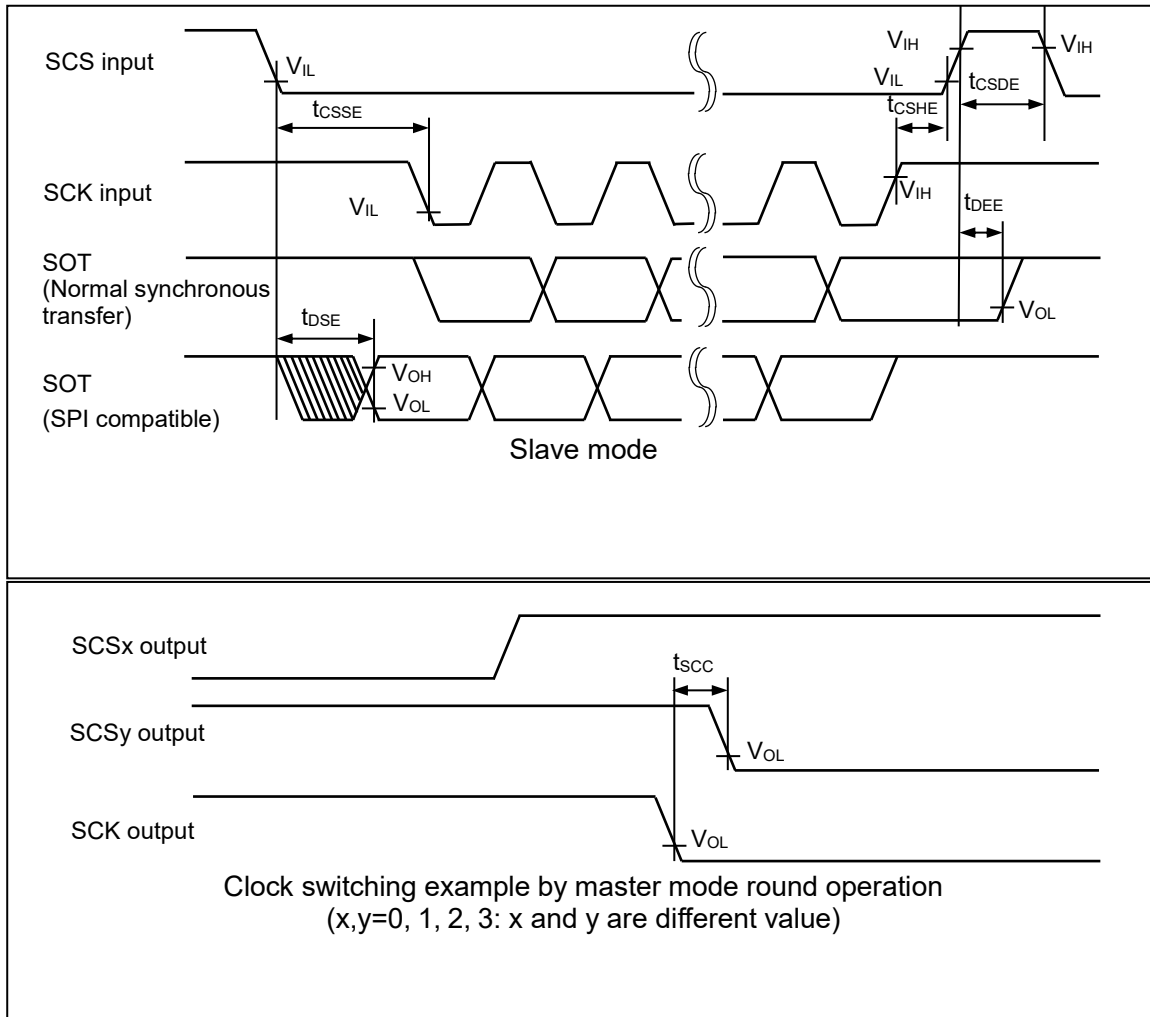 SCS input
VIL
VIH
VIL
VIH
tCSSE
tCSHE
tCSDE
SCK input
VIL
VIH
tDEE
SOT
(Normal synchronous
transfer)
VOL
tDSE
SOT
(SPI compatible)
VOH
VOL
Slave mode
SCSx output
tSCC
SCSy output
VOL
SCK output
VOL
Clock switching example by master mode round operation
(x,y=0, 1, 2, 3: x and y are different value)